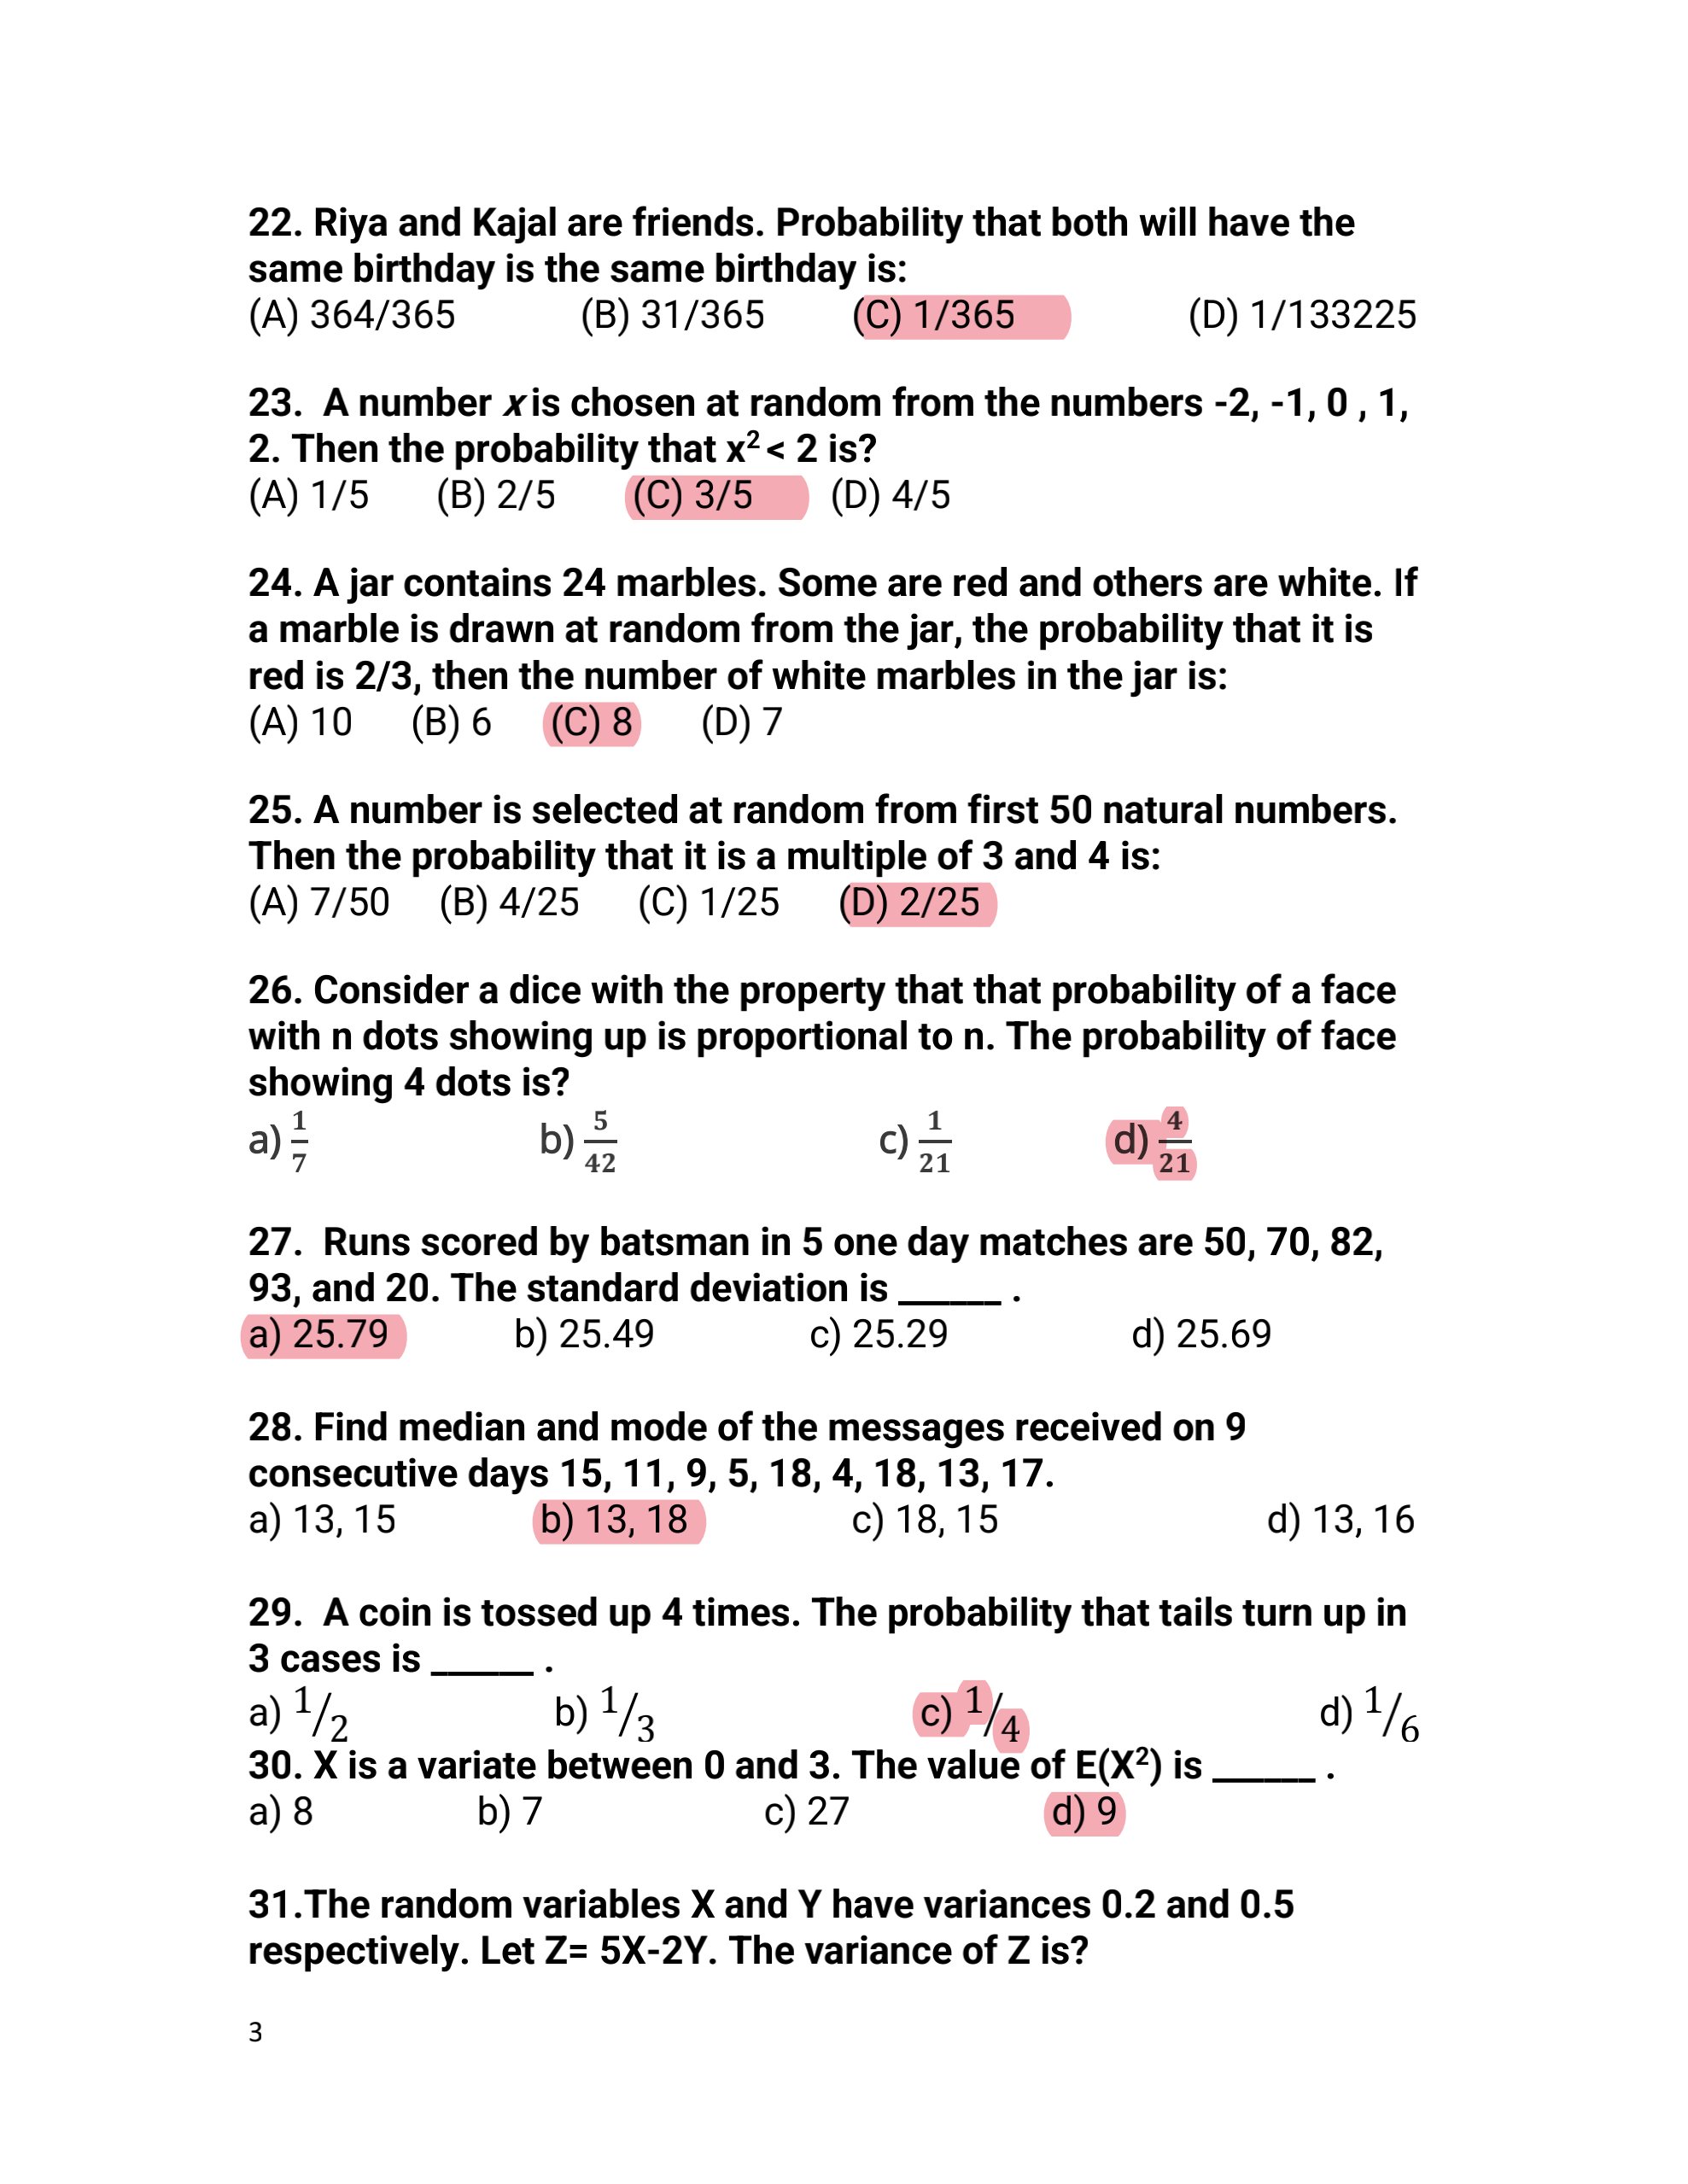 22. Riya and Kajal are friends. Probability that both will have the
same birthday is the same birthday is:
(A) 364/365 (B) 31/365 (C) 1/365 (D) 1/133225
23. A number x is chosen at random from the numbers -2, -1, 0 , 1,
2. Then the probability that x² < 2 is?
(A) 1/5 (B) 2/5 (C) 3/5 (D) 4/5
24. A jar contains 24 marbles. Some are red and others are white. If
a marble is drawn at random from the jar, the probability that it is
red is 2/3, then the number of white marbles in the jar is:
(A) 10 (B) 6 (C) 8 (D) 7
25. A number is selected at random from first 50 natural numbers.
Then the probability that it is a multiple of 3 and 4 is:
(A) 7/50 (B) 4/25 (C) 1/25 (D) 2/25
26. Consider a dice with the property that that probability of a face
with n dots showing up is proportional to n. The probability of face
showing 4 dots is?
a) 1/7 b) 5/42 c) 1/21 d) 4/21
27. Runs scored by batsman in 5 one day matches are 50, 70, 82,
93, and 20. The standard deviation is ______ .
a) 25.79 b) 25.49 c) 25.29 d) 25.69
28. Find median and mode of the messages received on 9
consecutive days 15, 11, 9, 5, 18, 4, 18, 13, 17.
a) 13, 15 b) 13, 18 c) 18, 15 d) 13, 16
29. A coin is tossed up 4 times. The probability that tails turn up in
3 cases is ______ .
a) 1/2 b) 1/3 c) 1/4 d) 1/6
30. X is a variate between 0 and 3. The value of E(X²) is ______ .
a) 8 b) 7 c) 27 d) 9
31.The random variables X and Y have variances 0.2 and 0.5
respectively. Let Z= 5X-2Y. The variance of Z is?
3